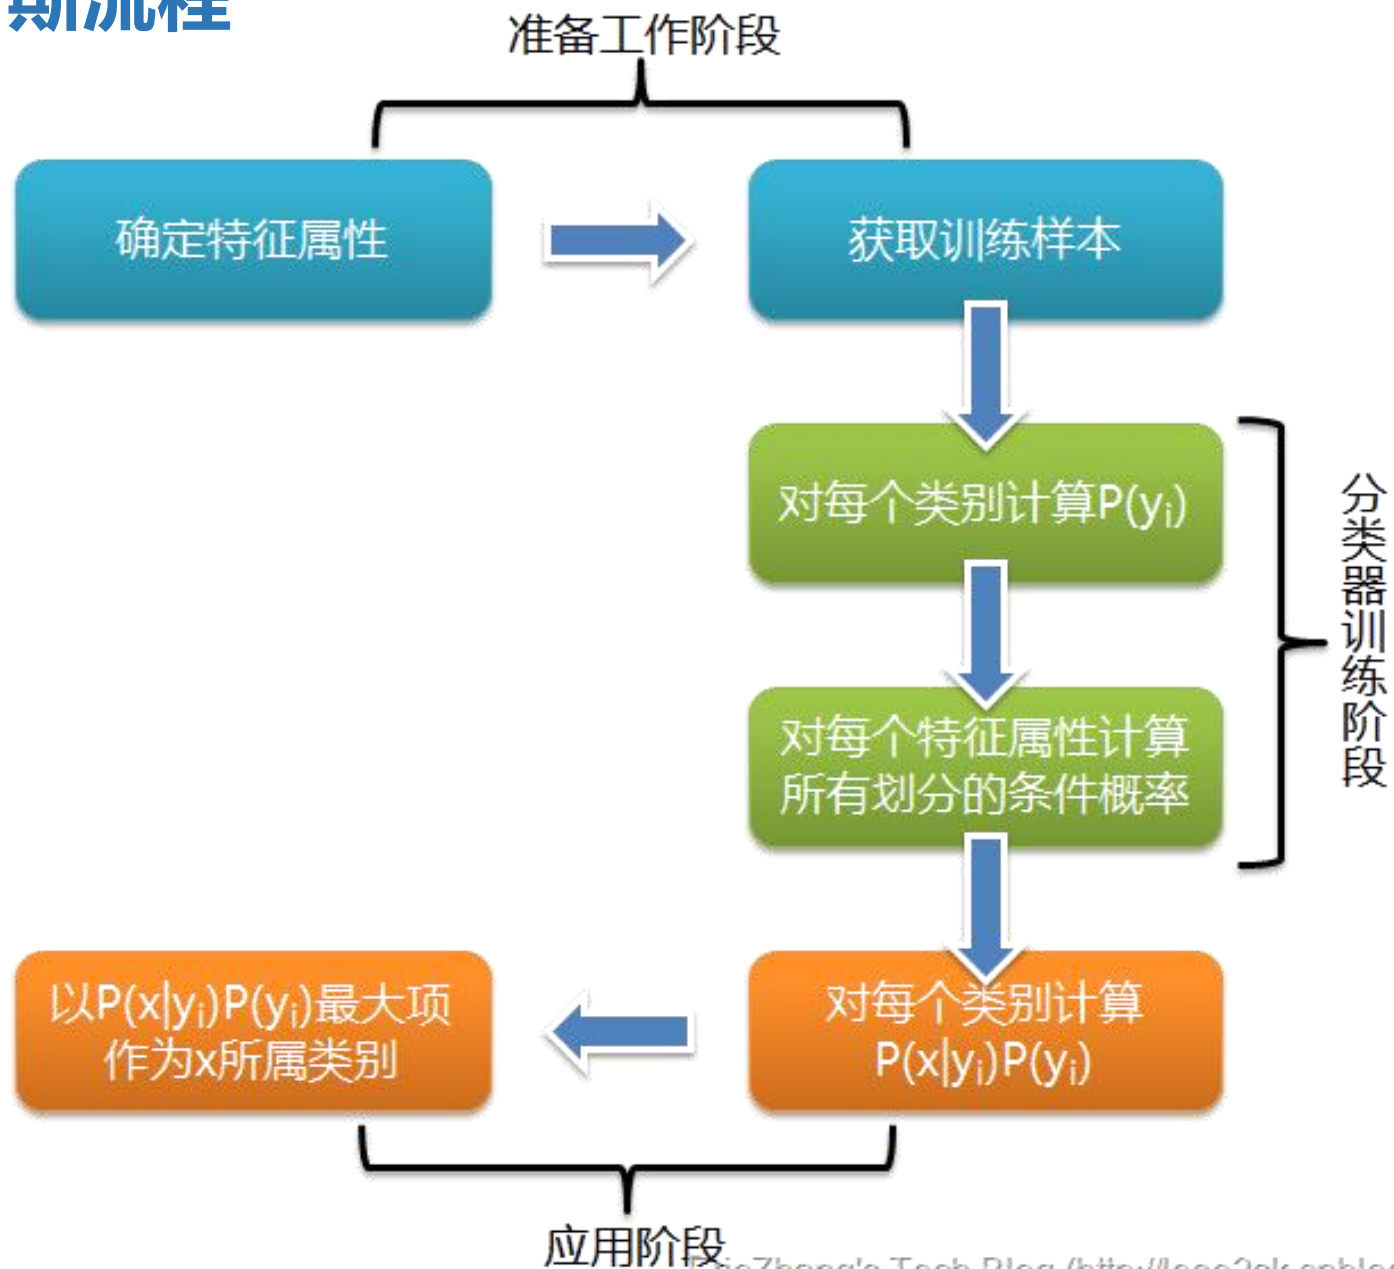 斯流程
准备工作阶段
确定特征属性
获取训练样本
对每个类别计算P(yi)
分类器训练阶段
对每个特征属性计算
所有划分的条件概率
对每个类别计算
P(x|yi)P(yi)
以P(x|yi)P(yi)最大项
作为x所属类别
应用阶段
Tech Blog (http://